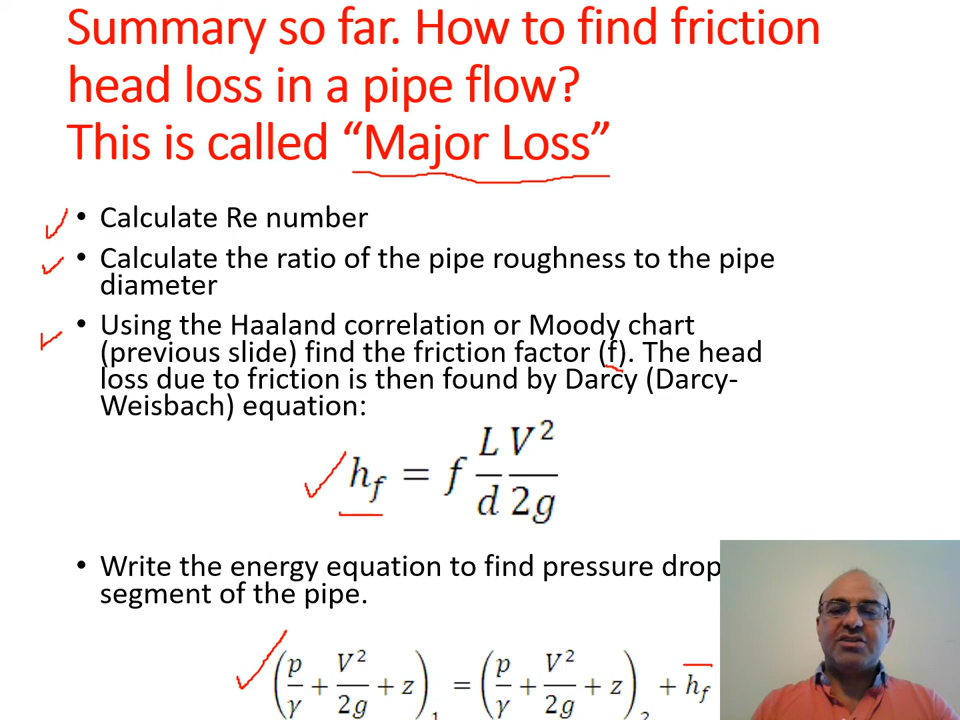 Summary so far. How to find friction
head loss in a pipe flow?
This is called “Major Loss”
• Calculate Re number
• Calculate the ratio of the pipe roughness to the pipe
diameter
• Using the Haaland correlation or Moody chart
(previous slide) find the friction factor (f). The head
loss due to friction is then found by Darcy (Darcy-
Weisbach) equation:
h_f = f L/d V²/2g
• Write the energy equation to find pressure drop
segment of the pipe.
(p/γ + V²/2g + z)₁ = (p/γ + V²/2g + z)₂ + h_f